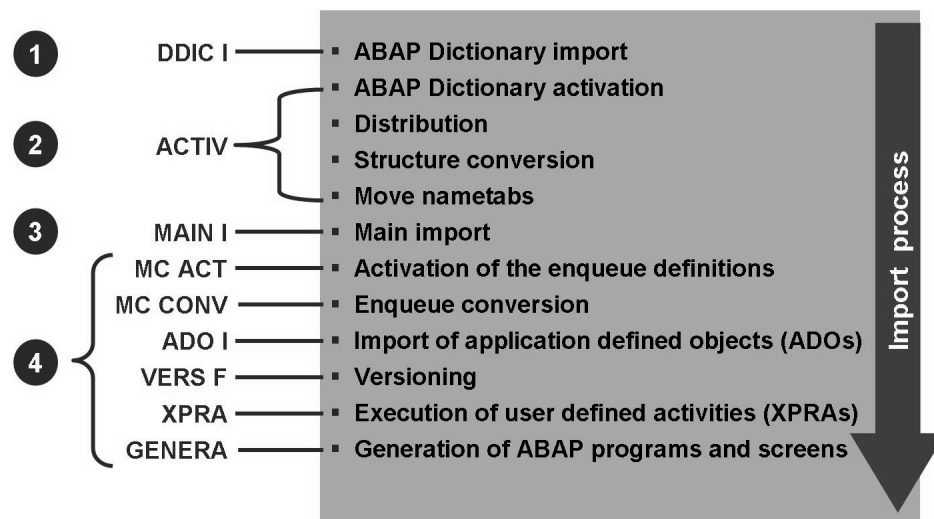 1 DDIC I ▪ ABAP Dictionary import
▪ ABAP Dictionary activation
▪ Distribution
2 ACTIV
▪ Structure conversion
▪ Move nametabs
3 MAIN I ▪ Main import
MC ACT ▪ Activation of the enqueue definitions
MC CONV ▪ Enqueue conversion
4 ADO I ▪ Import of application defined objects (ADOs)
VERS F ▪ Versioning
XPRA ▪ Execution of user defined activities (XPRAs)
GENERA ▪ Generation of ABAP programs and screens
Import process